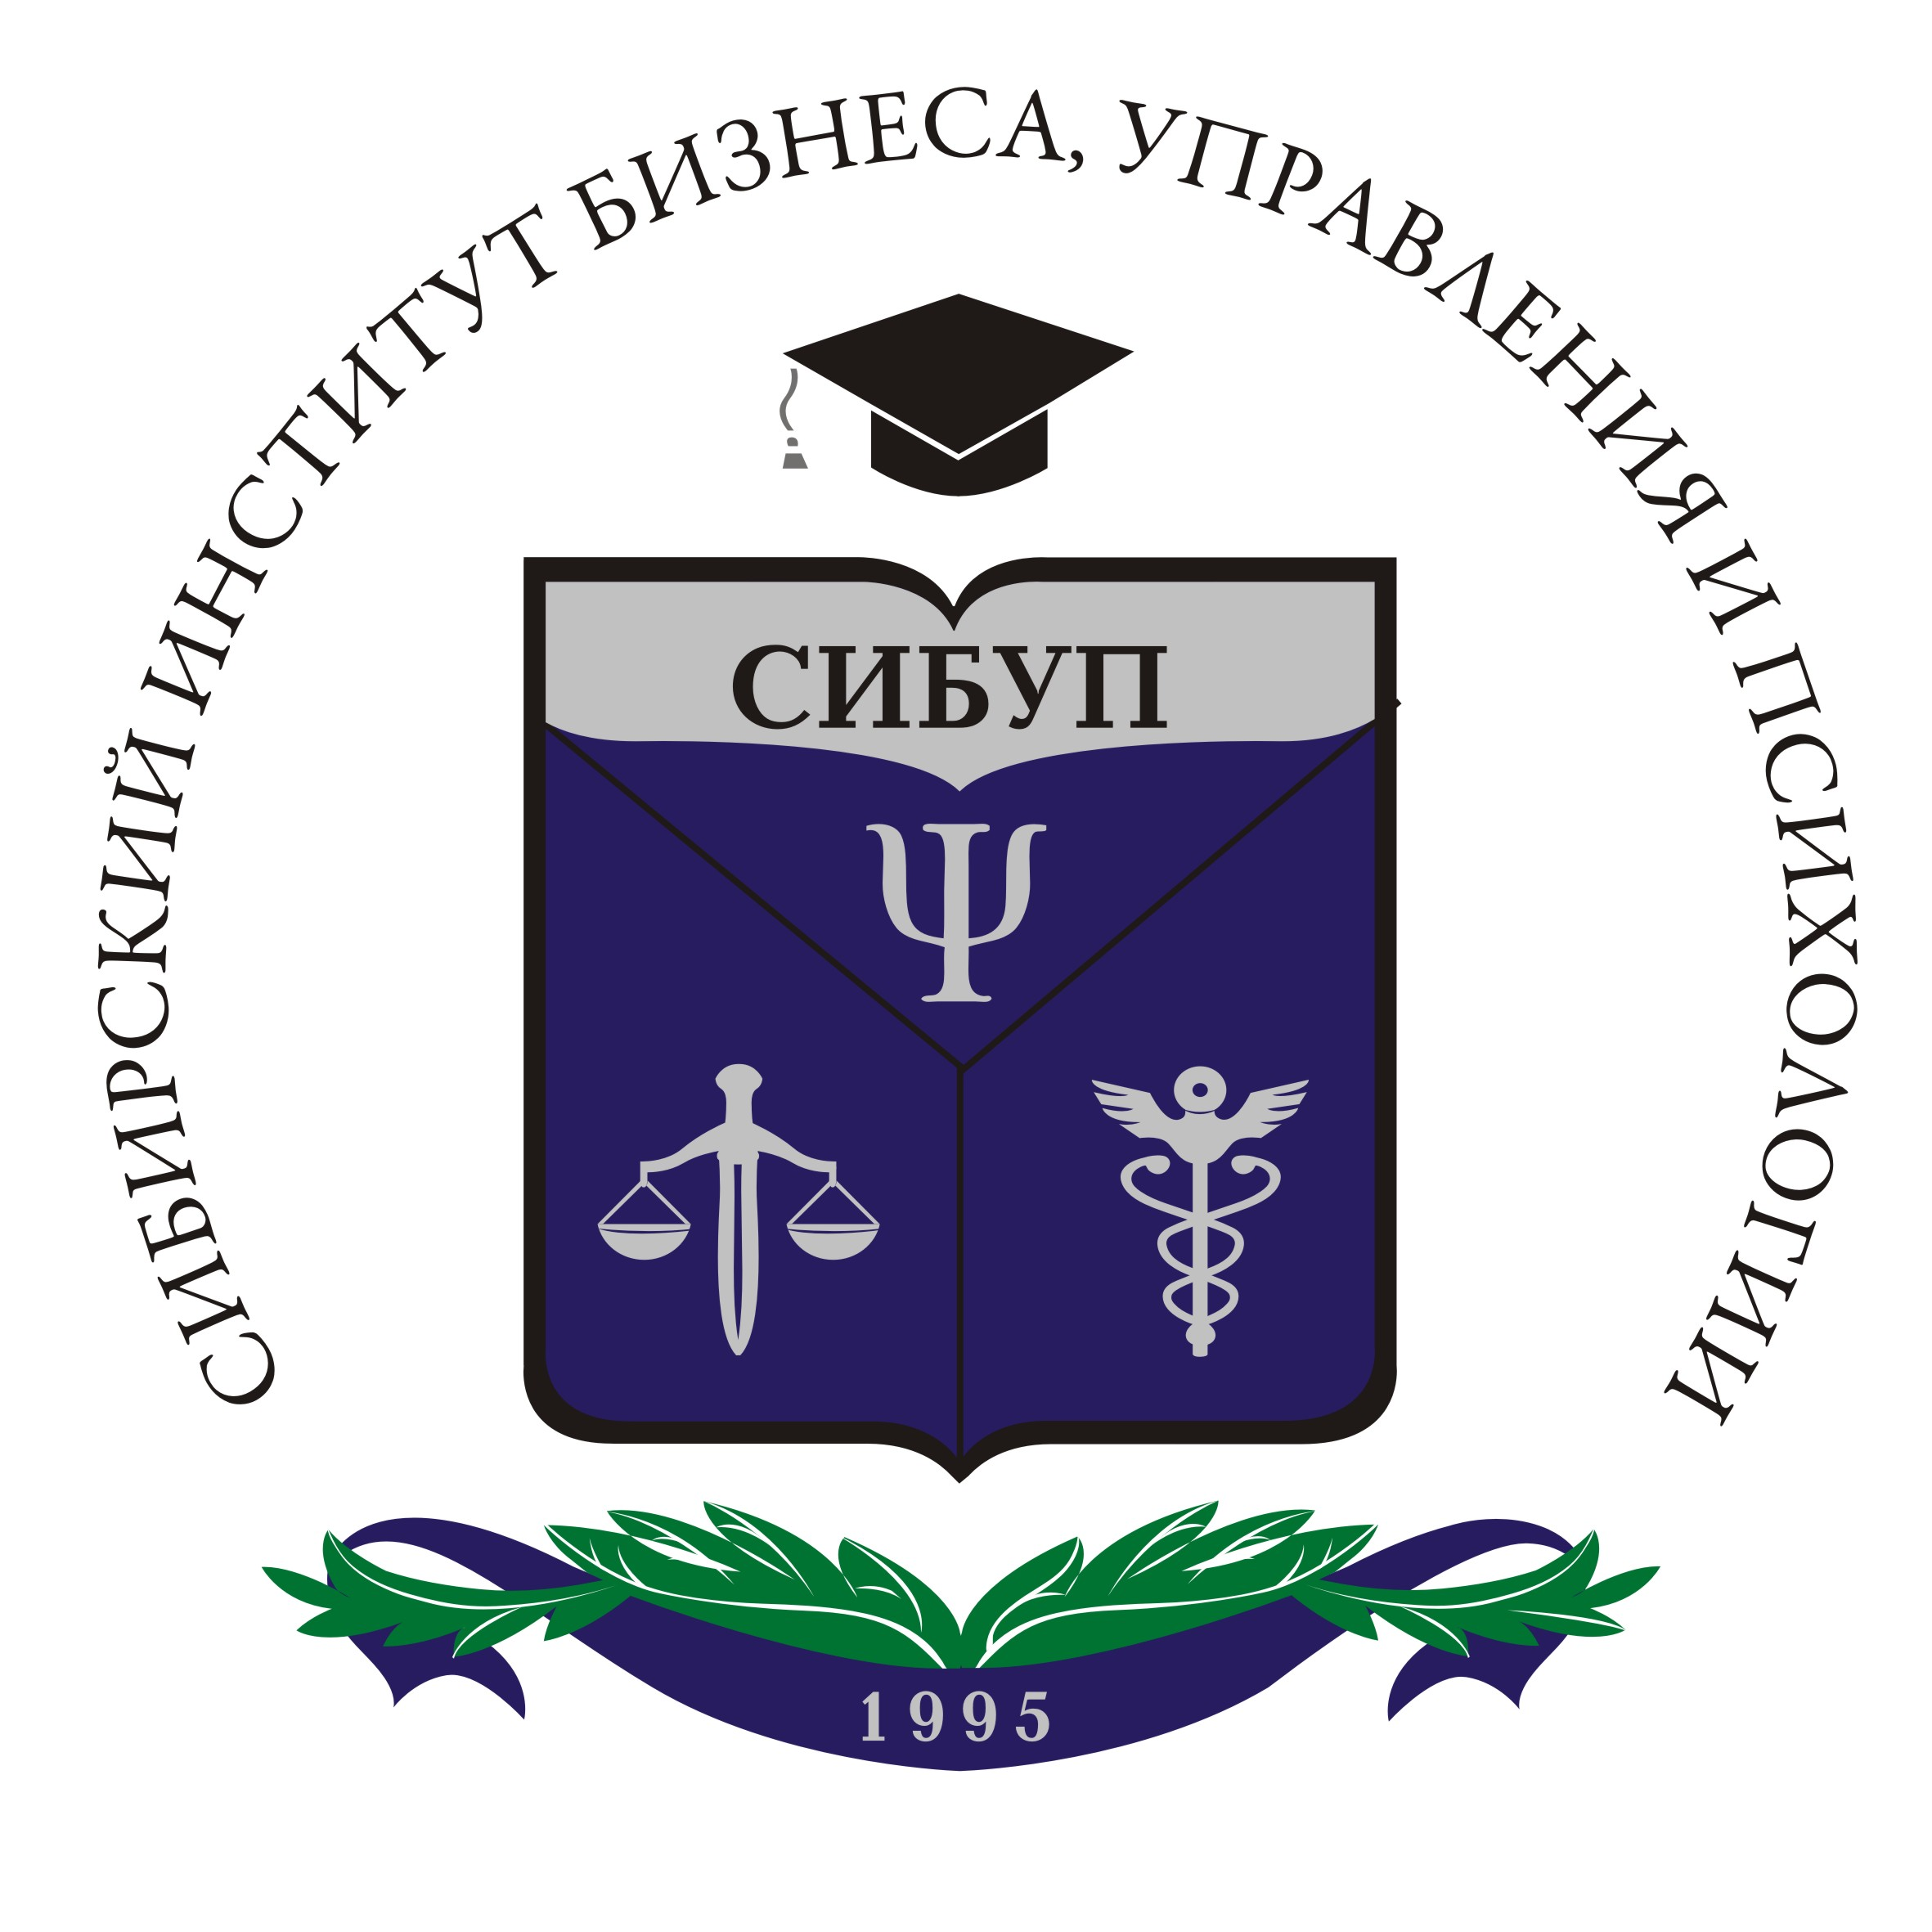 СИБИРСКИЙ ИНСТИТУТ БИЗНЕСА, УПРАВЛЕНИЯ И ПСИХОЛОГИИ
СИБУП
Ψ
1995